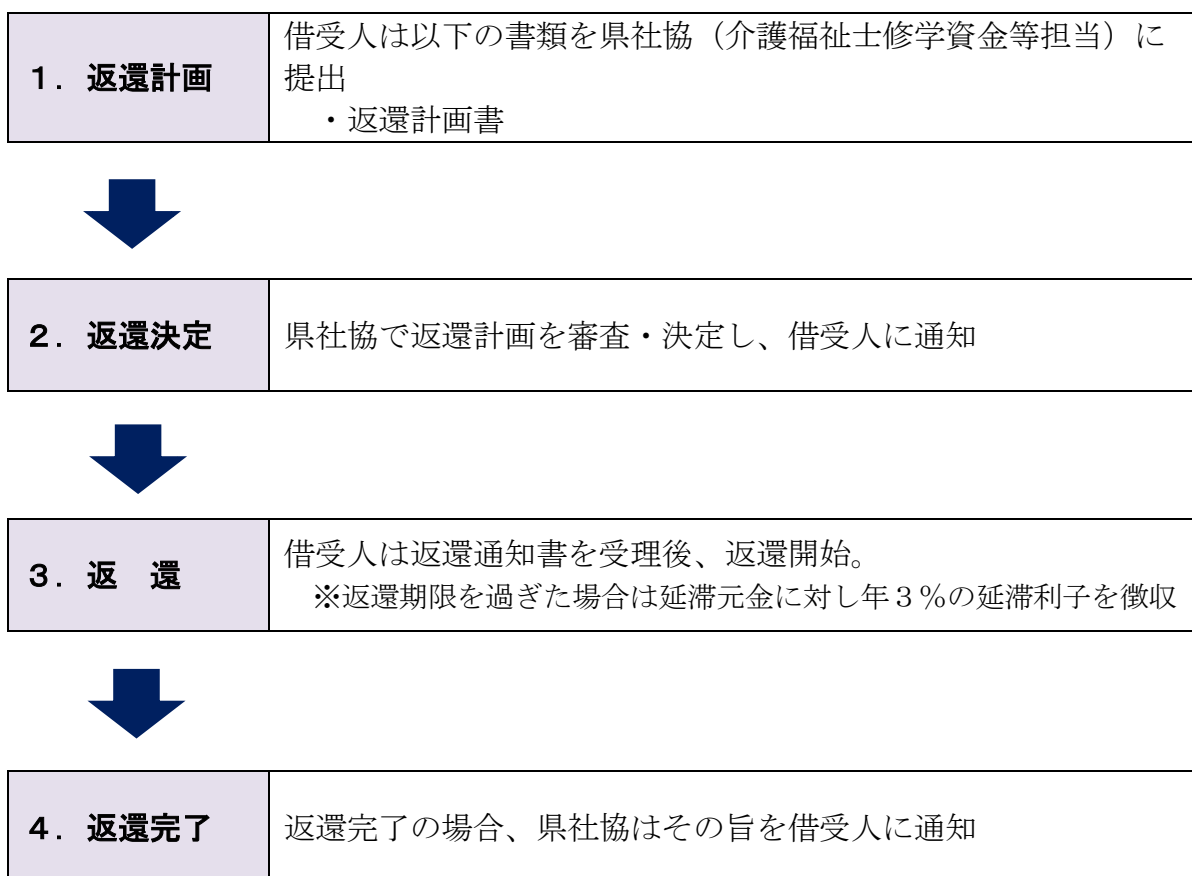 １．返還計画
借受人は以下の書類を県社協（介護福祉士修学資金等担当）に
提出
・返還計画書
２．返還決定
県社協で返還計画を審査・決定し、借受人に通知
３．返　還
借受人は返還通知書を受理後、返還開始。
※返還期限を過ぎた場合は延滞元金に対し年３％の延滞利子を徴収
４．返還完了
返還完了の場合、県社協はその旨を借受人に通知